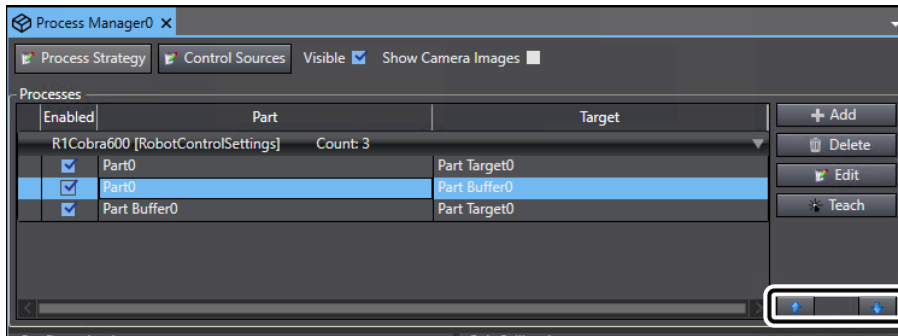 Process Manager0
Process Strategy Control Sources Visible Show Camera Images
Processes
Enabled Part Target + Add
R1Cobra600 [RobotControlSettings] Count: 3 Delete
Part0 Part Target0
Part0 Part Buffer0 Edit
Part Buffer0 Part Target0 Teach